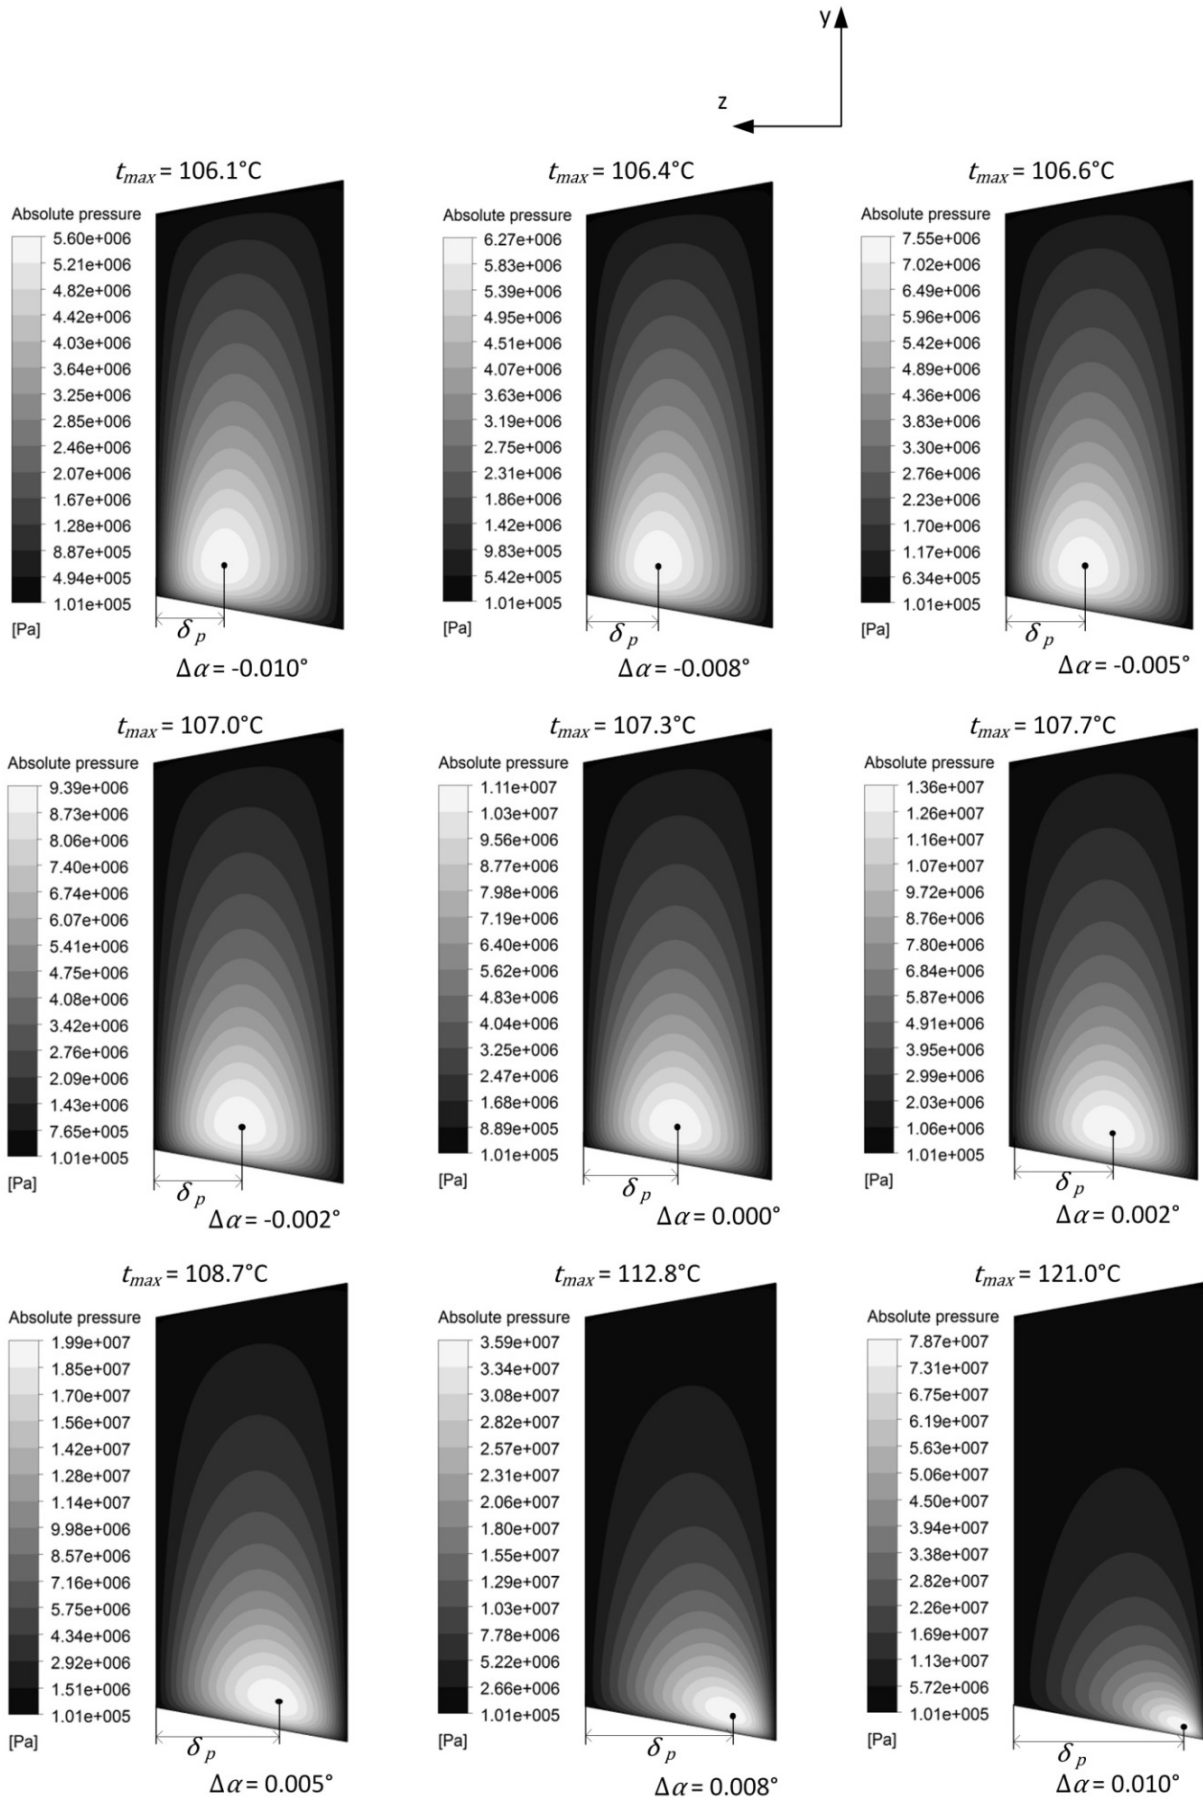 y
z
t_max = 106.1°C
Absolute pressure
5.60e+006
5.21e+006
4.82e+006
4.42e+006
4.03e+006
3.64e+006
3.25e+006
2.85e+006
2.46e+006
2.07e+006
1.67e+006
1.28e+006
8.87e+005
4.94e+005
1.01e+005
[Pa]
δ_p
Δα = -0.010°
t_max = 106.4°C
Absolute pressure
6.27e+006
5.83e+006
5.39e+006
4.95e+006
4.51e+006
4.07e+006
3.63e+006
3.19e+006
2.75e+006
2.31e+006
1.86e+006
1.42e+006
9.83e+005
5.42e+005
1.01e+005
[Pa]
δ_p
Δα = -0.008°
t_max = 106.6°C
Absolute pressure
7.55e+006
7.02e+006
6.49e+006
5.96e+006
5.42e+006
4.89e+006
4.36e+006
3.83e+006
3.30e+006
2.76e+006
2.23e+006
1.70e+006
1.17e+006
6.34e+005
1.01e+005
[Pa]
δ_p
Δα = -0.005°
t_max = 107.0°C
Absolute pressure
9.39e+006
8.73e+006
8.06e+006
7.40e+006
6.74e+006
6.07e+006
5.41e+006
4.75e+006
4.08e+006
3.42e+006
2.76e+006
2.09e+006
1.43e+006
7.65e+005
1.01e+005
[Pa]
δ_p
Δα = -0.002°
t_max = 107.3°C
Absolute pressure
1.11e+007
1.03e+007
9.56e+006
8.77e+006
7.98e+006
7.19e+006
6.40e+006
5.62e+006
4.83e+006
4.04e+006
3.25e+006
2.47e+006
1.68e+006
8.89e+005
1.01e+005
[Pa]
δ_p
Δα = 0.000°
t_max = 107.7°C
Absolute pressure
1.36e+007
1.26e+007
1.16e+007
1.07e+007
9.72e+006
8.76e+006
7.80e+006
6.84e+006
5.87e+006
4.91e+006
3.95e+006
2.99e+006
2.03e+006
1.06e+006
1.01e+005
[Pa]
δ_p
Δα = 0.002°
t_max = 108.7°C
Absolute pressure
1.99e+007
1.85e+007
1.70e+007
1.56e+007
1.42e+007
1.28e+007
1.14e+007
9.98e+006
8.57e+006
7.16e+006
5.75e+006
4.34e+006
2.92e+006
1.51e+006
1.01e+005
[Pa]
δ_p
Δα = 0.005°
t_max = 112.8°C
Absolute pressure
3.59e+007
3.34e+007
3.08e+007
2.82e+007
2.57e+007
2.31e+007
2.06e+007
1.80e+007
1.55e+007
1.29e+007
1.03e+007
7.78e+006
5.22e+006
2.66e+006
1.01e+005
[Pa]
δ_p
Δα = 0.008°
t_max = 121.0°C
Absolute pressure
7.87e+007
7.31e+007
6.75e+007
6.19e+007
5.63e+007
5.06e+007
4.50e+007
3.94e+007
3.38e+007
2.82e+007
2.26e+007
1.69e+007
1.13e+007
5.72e+006
1.01e+005
[Pa]
δ_p
Δα = 0.010°